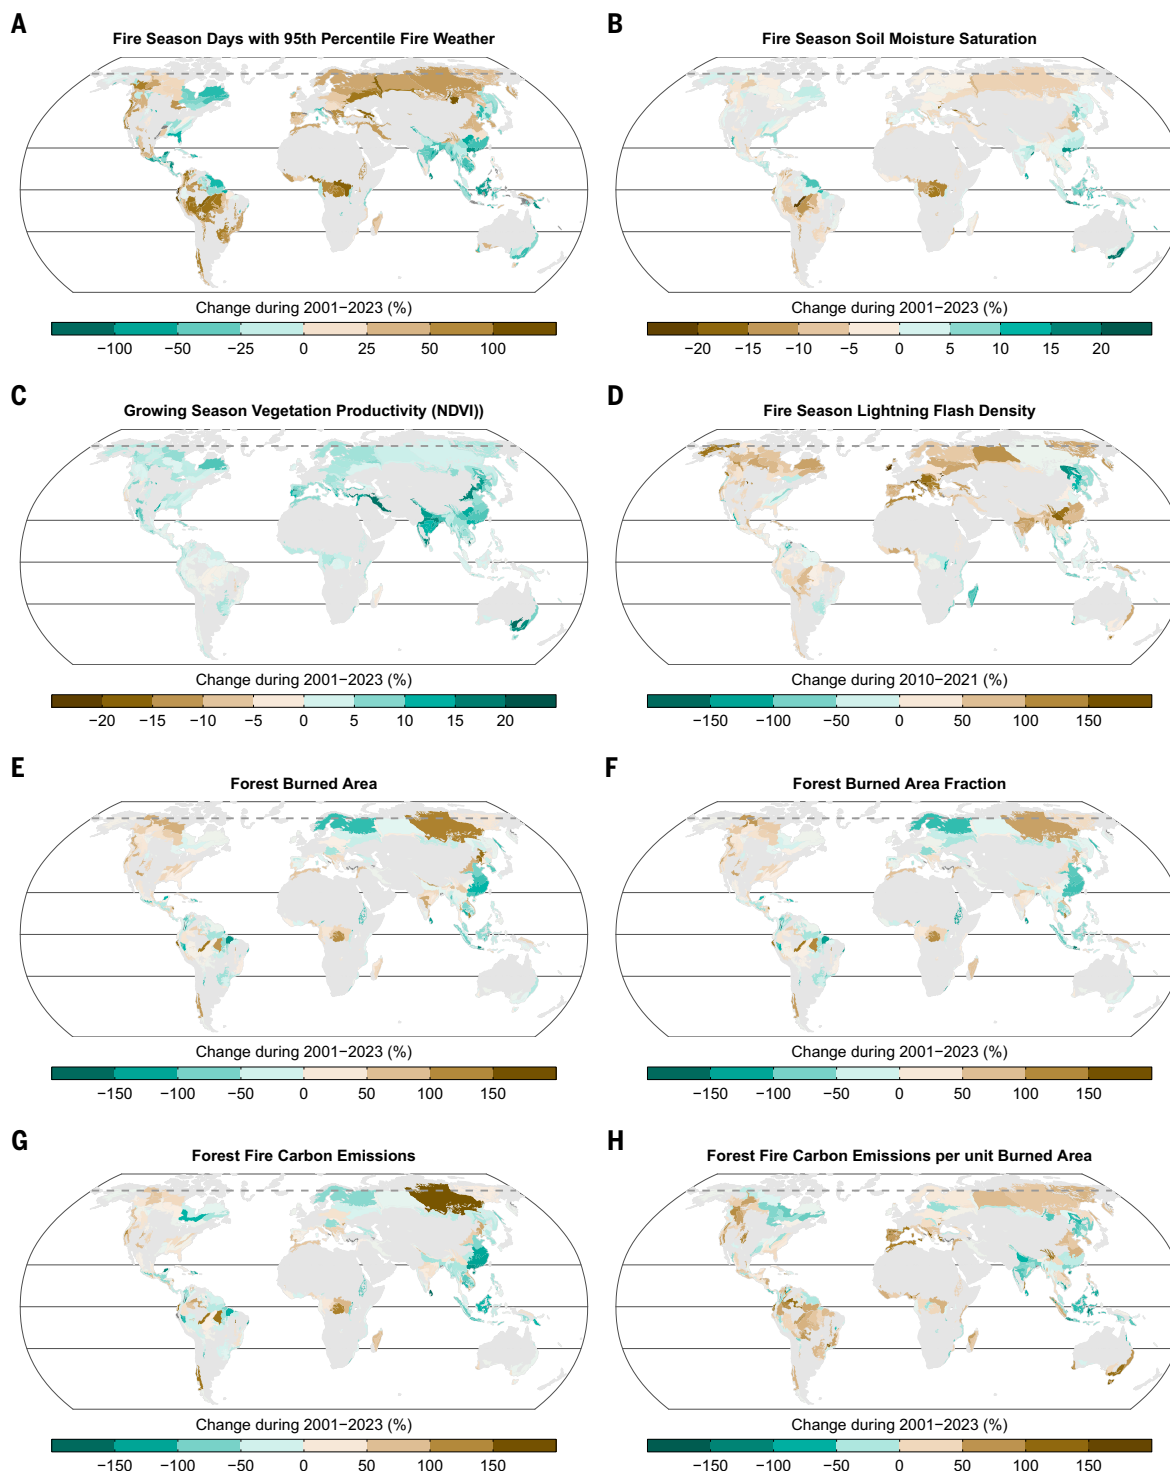 A
Fire Season Days with 95th Percentile Fire Weather
Change during 2001−2023 (%)
−100 −50 −25 0 25 50 100
B
Fire Season Soil Moisture Saturation
Change during 2001−2023 (%)
−20 −15 −10 −5 0 5 10 15 20
C
Growing Season Vegetation Productivity (NDVI))
Change during 2001−2023 (%)
−20 −15 −10 −5 0 5 10 15 20
D
Fire Season Lightning Flash Density
Change during 2010−2021 (%)
−150 −100 −50 0 50 100 150
E
Forest Burned Area
Change during 2001−2023 (%)
−150 −100 −50 0 50 100 150
F
Forest Burned Area Fraction
Change during 2001−2023 (%)
−150 −100 −50 0 50 100 150
G
Forest Fire Carbon Emissions
Change during 2001−2023 (%)
−150 −100 −50 0 50 100 150
H
Forest Fire Carbon Emissions per unit Burned Area
Change during 2001−2023 (%)
−150 −100 −50 0 50 100 150